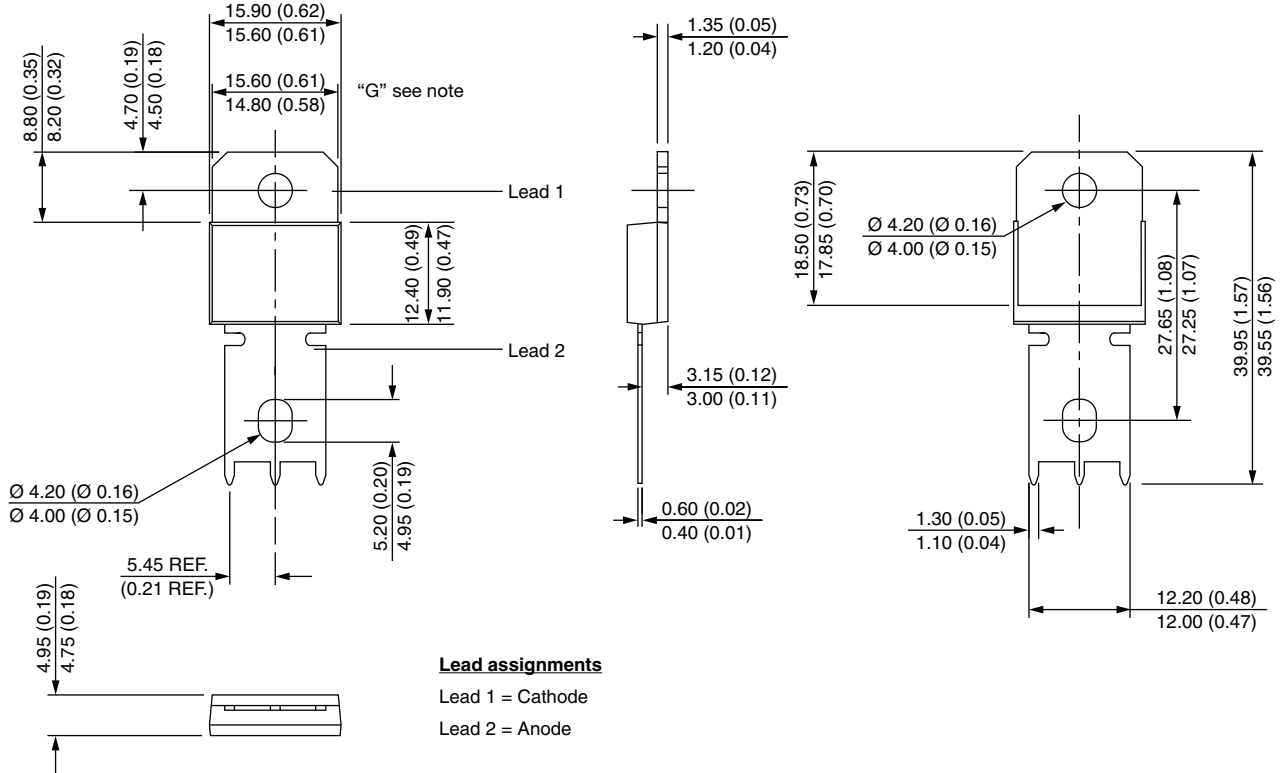 15.90 (0.62)
15.60 (0.61)
1.35 (0.05)
1.20 (0.04)
8.80 (0.35)
8.20 (0.32)
4.70 (0.19)
4.50 (0.18)
15.60 (0.61)
14.80 (0.58)
“G” see note
Lead 1
12.40 (0.49)
11.90 (0.47)
Lead 2
3.15 (0.12)
3.00 (0.11)
18.50 (0.73)
17.85 (0.70)
Ø 4.20 (Ø 0.16)
Ø 4.00 (Ø 0.15)
27.65 (1.08)
27.25 (1.07)
39.95 (1.57)
39.55 (1.56)
Ø 4.20 (Ø 0.16)
Ø 4.00 (Ø 0.15)
5.20 (0.20)
4.95 (0.19)
0.60 (0.02)
0.40 (0.01)
1.30 (0.05)
1.10 (0.04)
5.45 REF.
(0.21 REF.)
12.20 (0.48)
12.00 (0.47)
4.95 (0.19)
4.75 (0.18)
Lead assignments
Lead 1 = Cathode
Lead 2 = Anode